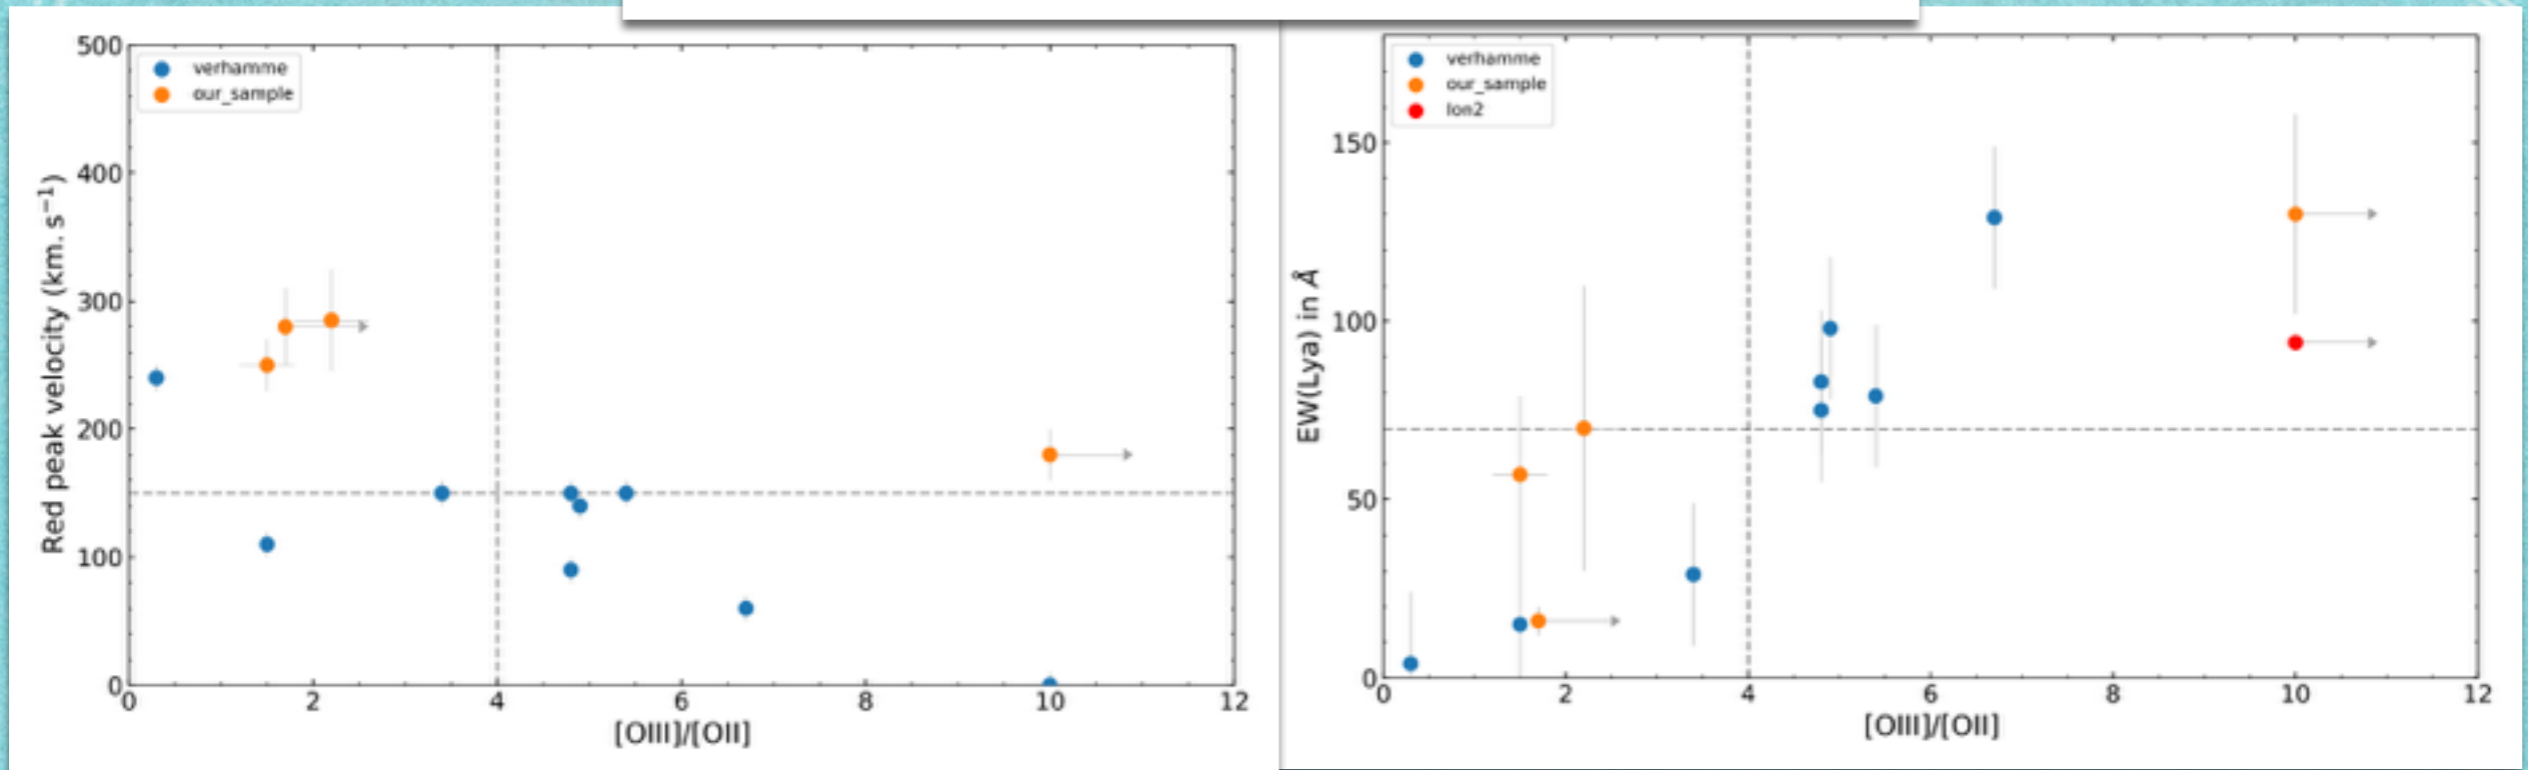 500
400
300
200
100
0
0 2 4 6 8 10 12
Red peak velocity (km. s⁻¹)
[OIII]/[OII]
verhamme
our_sample
150
100
50
0
0 2 4 6 8 10 12
EW(Lya) in Å
[OIII]/[OII]
verhamme
our_sample
Ion2